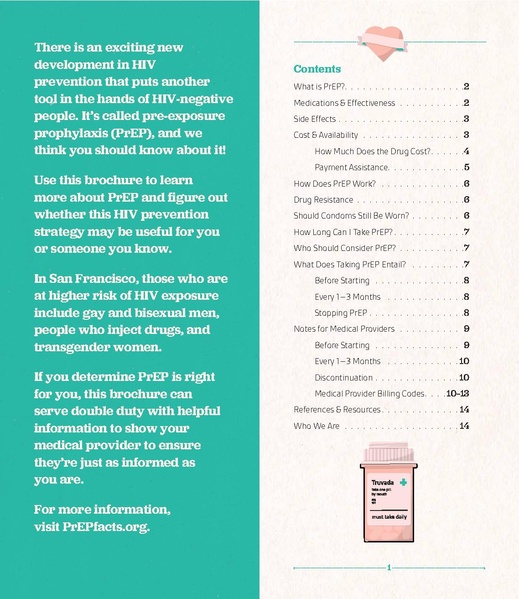 There is an exciting new
development in HIV
prevention that puts another
tool in the hands of HIV-negative
people. It's called pre-exposure
prophylaxis (PrEP), and we
think you should know about it!
Use this brochure to learn
more about PrEP and figure out
whether this HIV prevention
strategy may be useful for you
or someone you know.
In San Francisco, those who are
at higher risk of HIV exposure
include gay and bisexual men,
people who inject drugs, and
transgender women.
If you determine PrEP is right
for you, this brochure can
serve double duty with helpful
information to show your
medical provider to ensure
they're just as informed as
you are.
For more information,
visit PrEPfacts.org.
Contents
What is PrEP? 2
Medications & Effectiveness 2
Side Effects 3
Cost & Availability 3
How Much Does the Drug Cost? 4
Payment Assistance 5
How Does PrEP Work? 6
Drug Resistance 6
Should Condoms Still Be Worn? 6
How Long Can I Take PrEP? 7
Who Should Consider PrEP? 7
What Does Taking PrEP Entail? 7
Before Starting 8
Every 1–3 Months 8
Stopping PrEP 8
Notes for Medical Providers 9
Before Starting 9
Every 1–3 Months 10
Discontinuation 10
Medical Provider Billing Codes 10-13
References & Resources 14
Who We Are 14
Truvada
take one pill
by mouth
must take daily
1